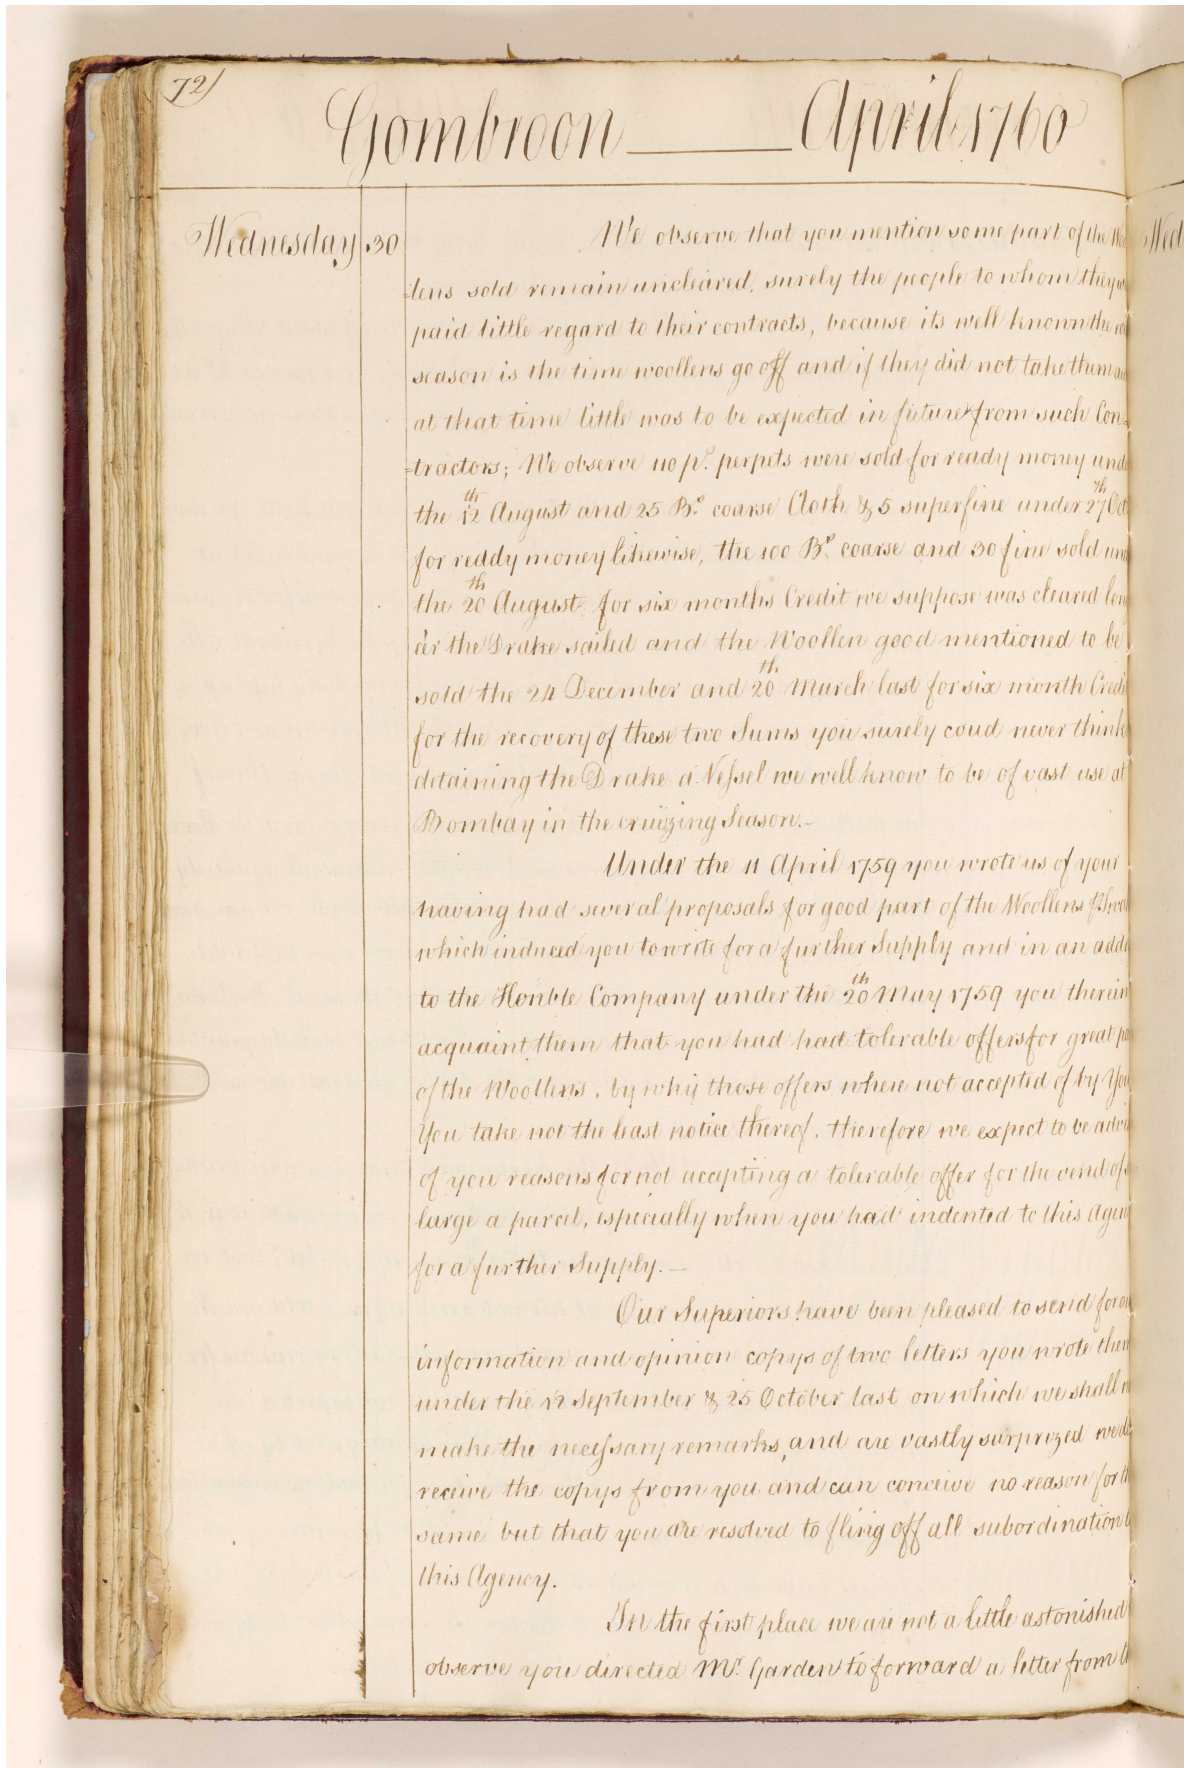 72/
Gombroon April 1760
Wednesday 30 We observe that you mention some part of the
=lens sold remain uncleared, surely the people to whom they
paid little regard to their contracts, because its well known the
season is the time woollens go off and if they did not take them
at that time little was to be expected in future from such Con=
=tractors; We observe 110 ps. perpets were sold for ready money und
the 12th August and 25 Bs. coarse Cloth & 5 superfine under 27th Oct
for reddy money likewise, the 100 Bs. coarse and 30 fine sold un
the 20th August for six months Credit we suppose was cleared lon
e'er the Drake sailed and the Woollen good mentioned to be
sold the 24 December and 20th March last for six month Credi
for the recovery of these two Sums you surely coud never think
detaining the Drake a Vessel we well know to be of vast use at
Bombay in the cruizing Season.-
Under the 11 April 1759 you wrote us of your
having had several proposals for good part of the Woollens
which induced you to write for a further Supply and in an add
to the Honble Company under the 20th May 1759 you therein
acquaint them that you had had tolerable offers for great
of the Woollens, by why those offers where not accepted of by You
You take not the least notice thereof, therefore we expect to be advi
of you reasons for not accepting a tolerable offer for the vend of
large a parcel, especially when you had indented to this Agen
for a further Supply.-
Our Superiors have been pleased to send for ou
information and opinion copys of two letters you wrote them
under the 12 September & 25 October last on which we shall
make the necessary remarks, and are vastly surprized we di
receive the copys from you and can conceive no reason for th
same but that you are resolved to fling off all subordination
this Agency.
In the first place we are not a little astonished
observe you directed Mr. Garden to forward a letter from
Wed